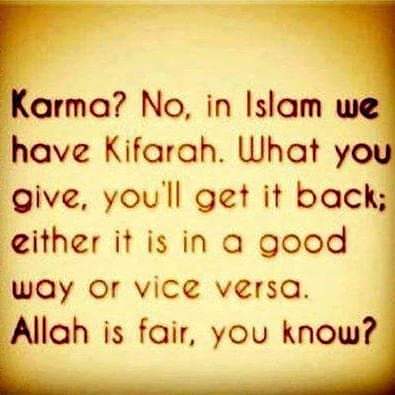 Karma? No, in Islam we
have Kifarah. What you
give, you'll get it back;
either it is in a good
way or vice versa.
Allah is fair, you know?